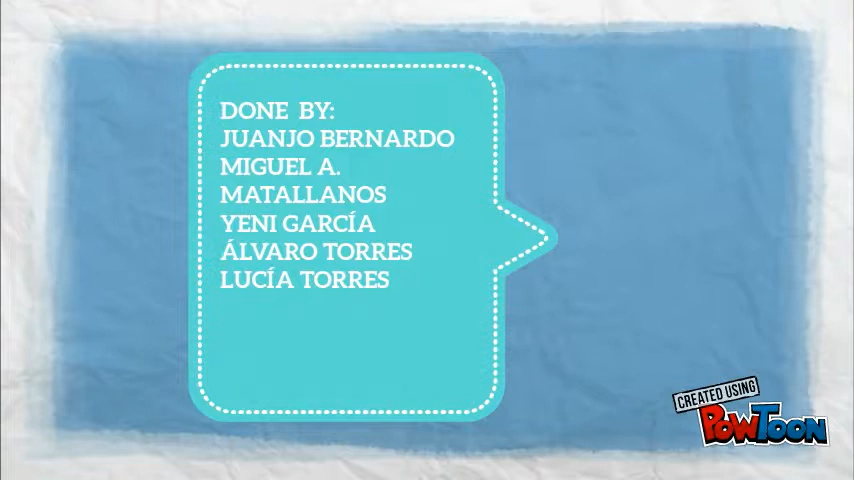 DONE BY:
JUANJO BERNARDO
MIGUEL A.
MATALLANOS
YENI GARCÍA
ÁLVARO TORRES
LUCÍA TORRES
CREATED USING
POWTOON